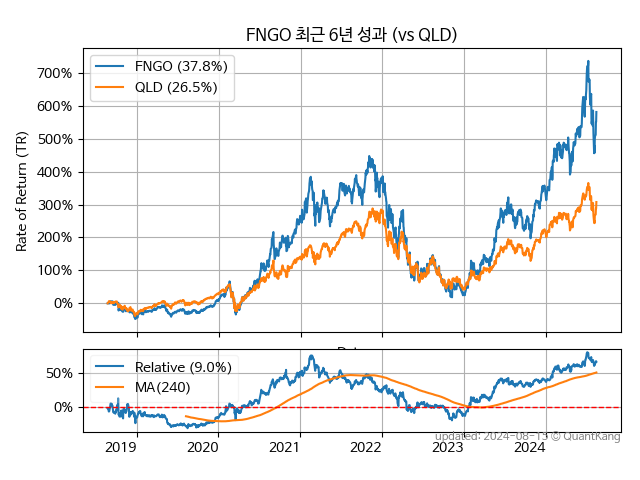 FNGO 최근 6년 성과 (vs QLD)
FNGO (37.8%)
QLD (26.5%)
Rate of Return (TR)
700%
600%
500%
400%
300%
200%
100%
0%
Relative (9.0%)
MA(240)
50%
0%
2019
2020
2021
2022
2023
2024
updated: 2024-08-15 © QuantKang